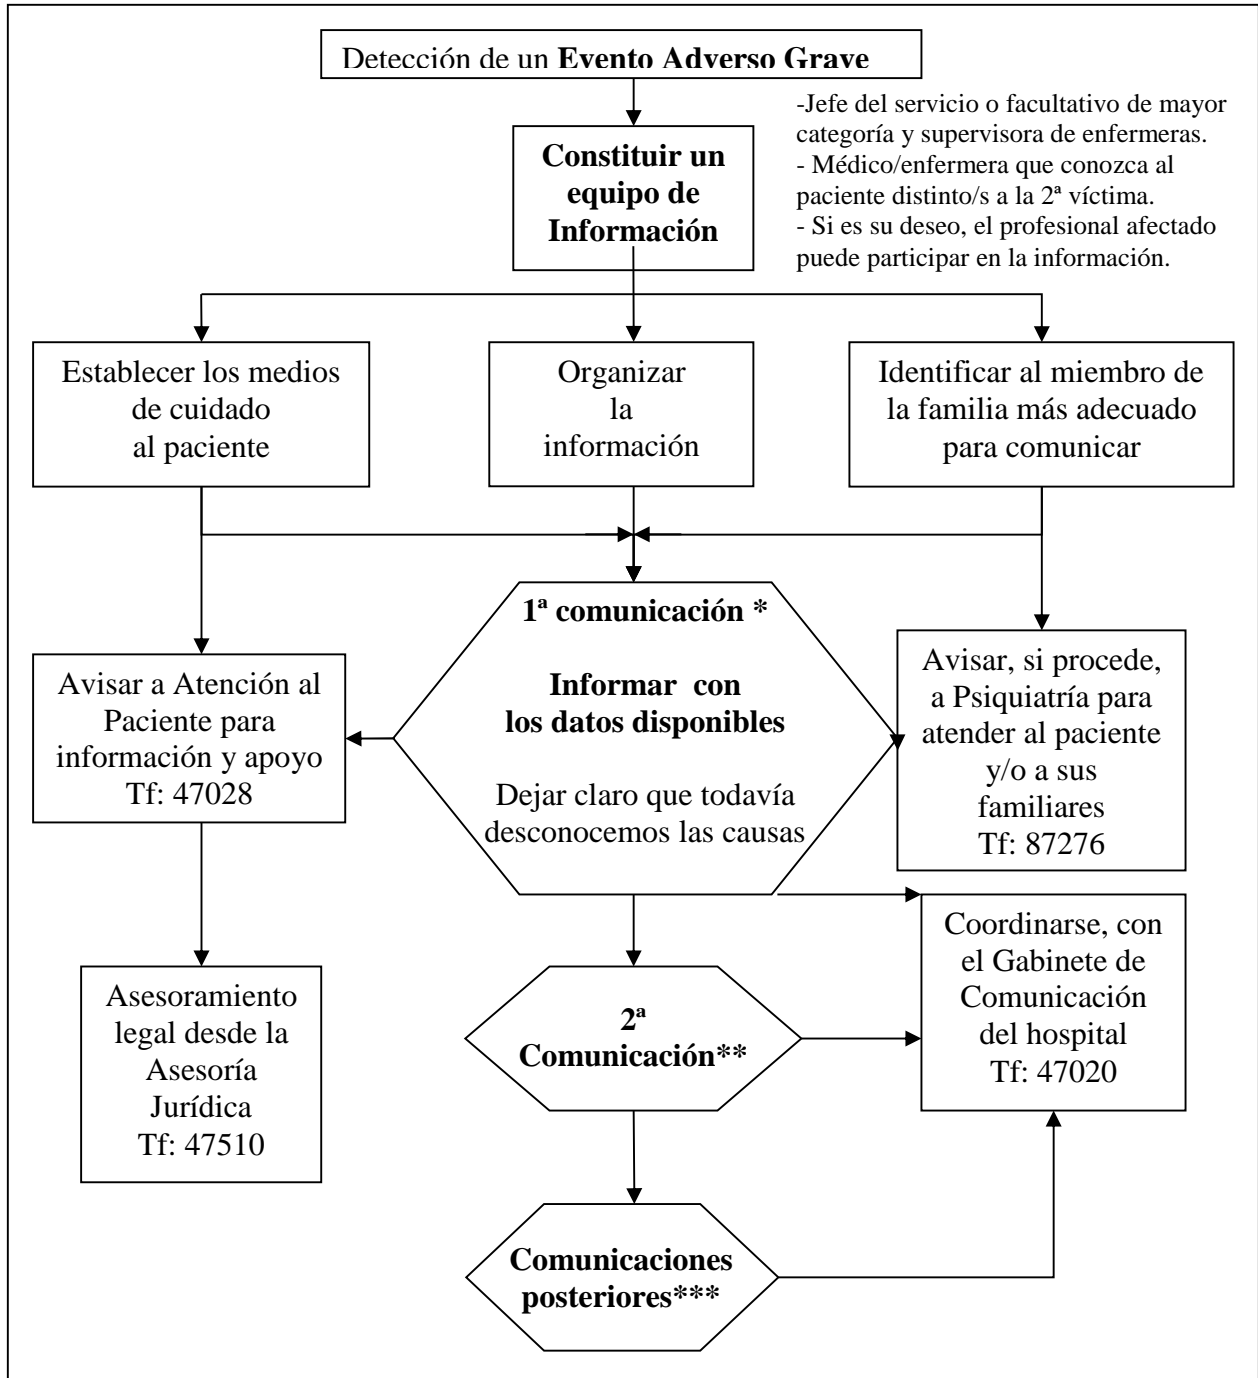 Detección de un Evento Adverso Grave
-Jefe del servicio o facultativo de mayor
categoría y supervisora de enfermeras.
- Médico/enfermera que conozca al
paciente distinto/s a la 2ª víctima.
- Si es su deseo, el profesional afectado
puede participar en la información.
Constituir un
equipo de
Información
Establecer los medios
de cuidado
al paciente
Organizar
la
información
Identificar al miembro de
la familia más adecuado
para comunicar
1ª comunicación *
Informar con
los datos disponibles
Dejar claro que todavía
desconocemos las causas
Avisar a Atención al
Paciente para
información y apoyo
Tf: 47028
Avisar, si procede,
a Psiquiatría para
atender al paciente
y/o a sus
familiares
Tf: 87276
Asesoramiento
legal desde la
Asesoría
Jurídica
Tf: 47510
2ª
Comunicación**
Coordinarse, con
el Gabinete de
Comunicación
del hospital
Tf: 47020
Comunicaciones
posteriores***